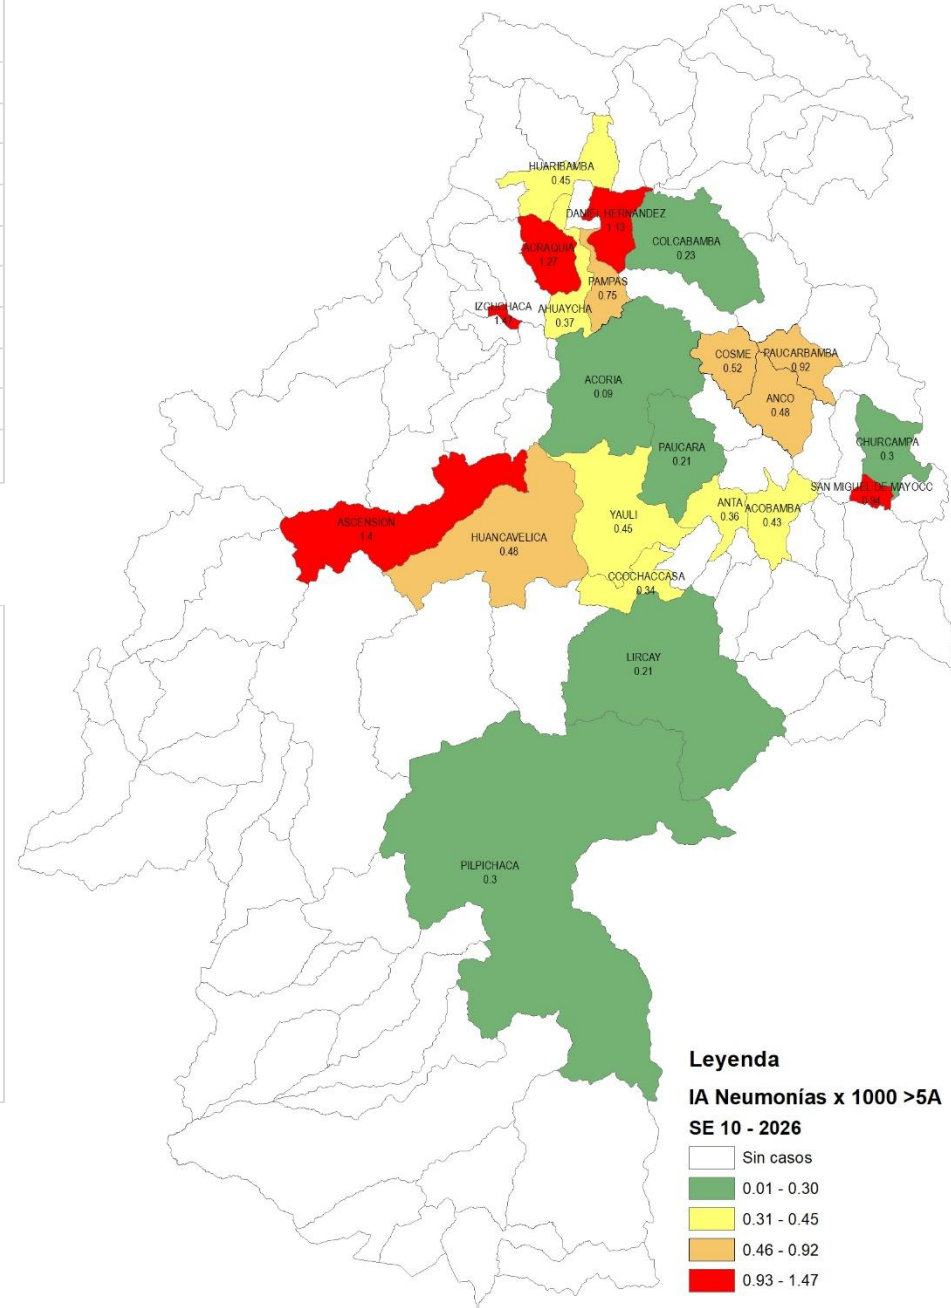 HUARIBAMBA
0.45
DANIEL HERNANDEZ
1.13
COLCABAMBA
0.23
ACRAQUIA
1.27
PAMPAS
0.75
IZCUCHACA
1.47
AHUAYCHA
0.37
COSME
0.52
PAUCARBAMBA
0.92
ACORIA
0.09
ANCO
0.48
CHURCAMPA
0.3
PAUCARA
0.21
SAN MIGUEL DE MAYOCC
0.94
ANTA
0.36
ACOBAMBA
0.43
YAULI
0.45
ASCENSION
1.4
HUANCAVELICA
0.48
CCOCHACCASA
0.34
LIRCAY
0.21
PILPICHACA
0.3
Leyenda
IA Neumonías x 1000 >5A
SE 10 - 2026
Sin casos
0.01 - 0.30
0.31 - 0.45
0.46 - 0.92
0.93 - 1.47